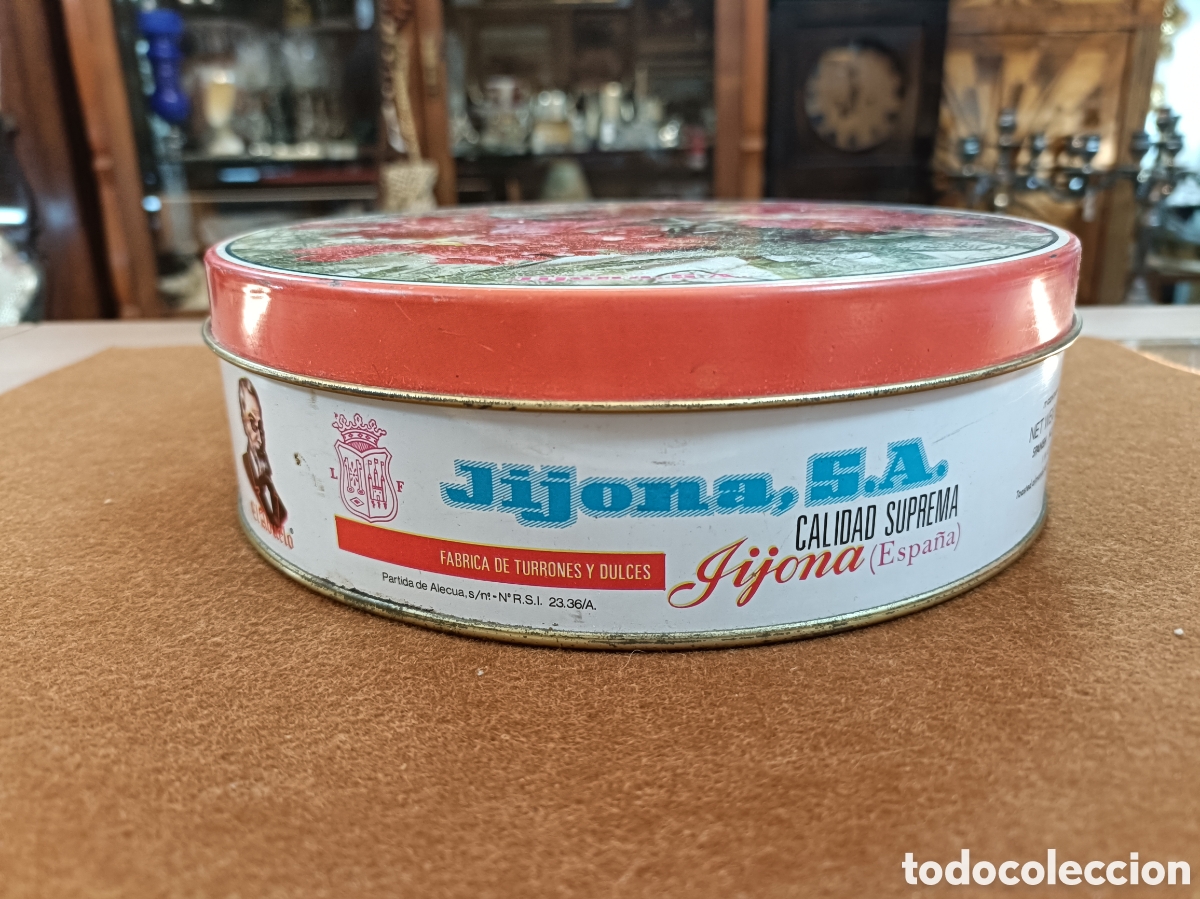 L F
Jijona, S.A.
CALIDAD SUPREMA
FABRICA DE TURRONES Y DULCES
Jijona (España)
Partida de Alecua, s/nº - Nº R.S.I. 23.36/A.
NET
todocoleccion